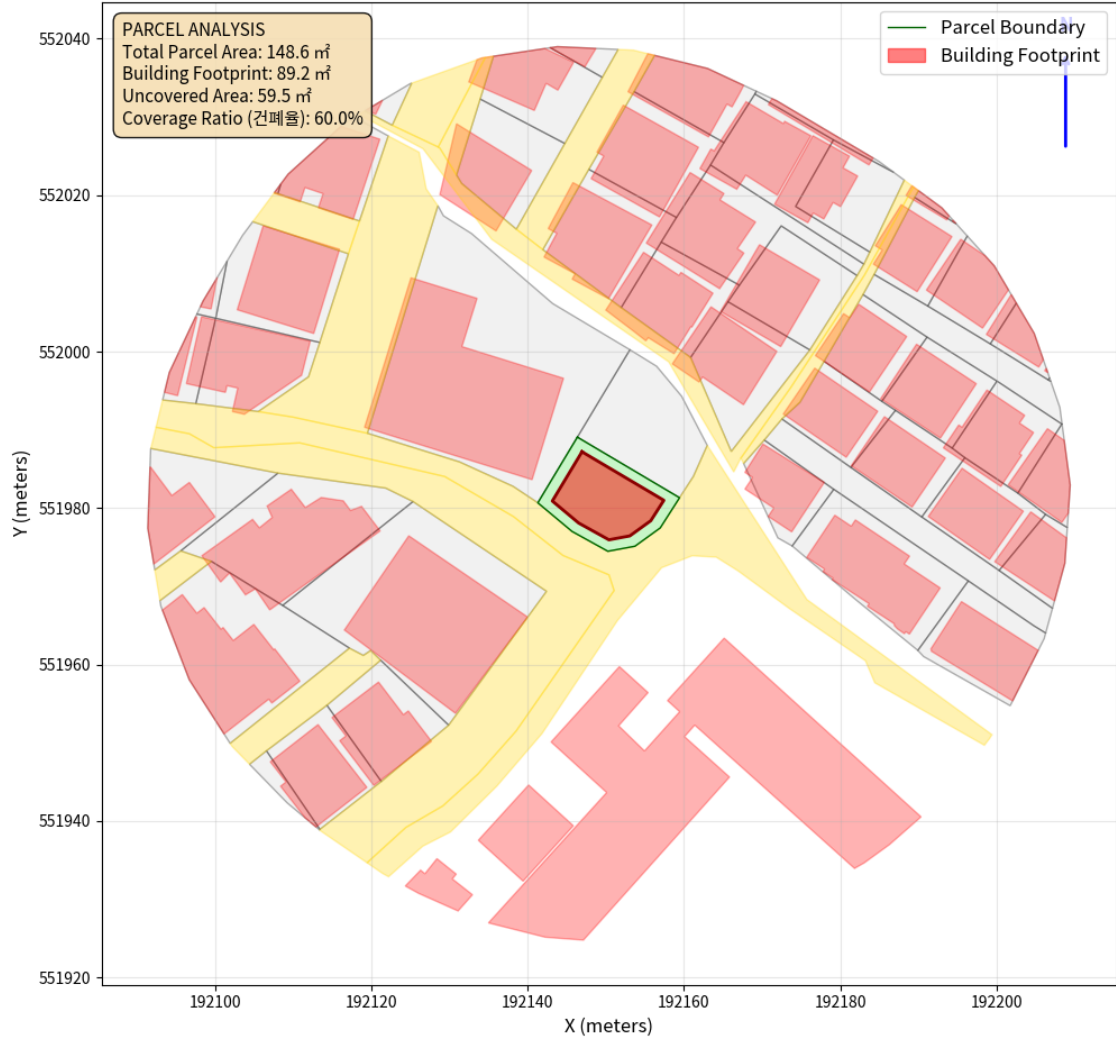 PARCEL ANALYSIS
Total Parcel Area: 148.6 ㎡
Building Footprint: 89.2 ㎡
Uncovered Area: 59.5 ㎡
Coverage Ratio (건폐율): 60.0%
Parcel Boundary
Building Footprint
N
552040
552020
552000
551980
551960
551940
551920
Y (meters)
192100
192120
192140
192160
192180
192200
X (meters)